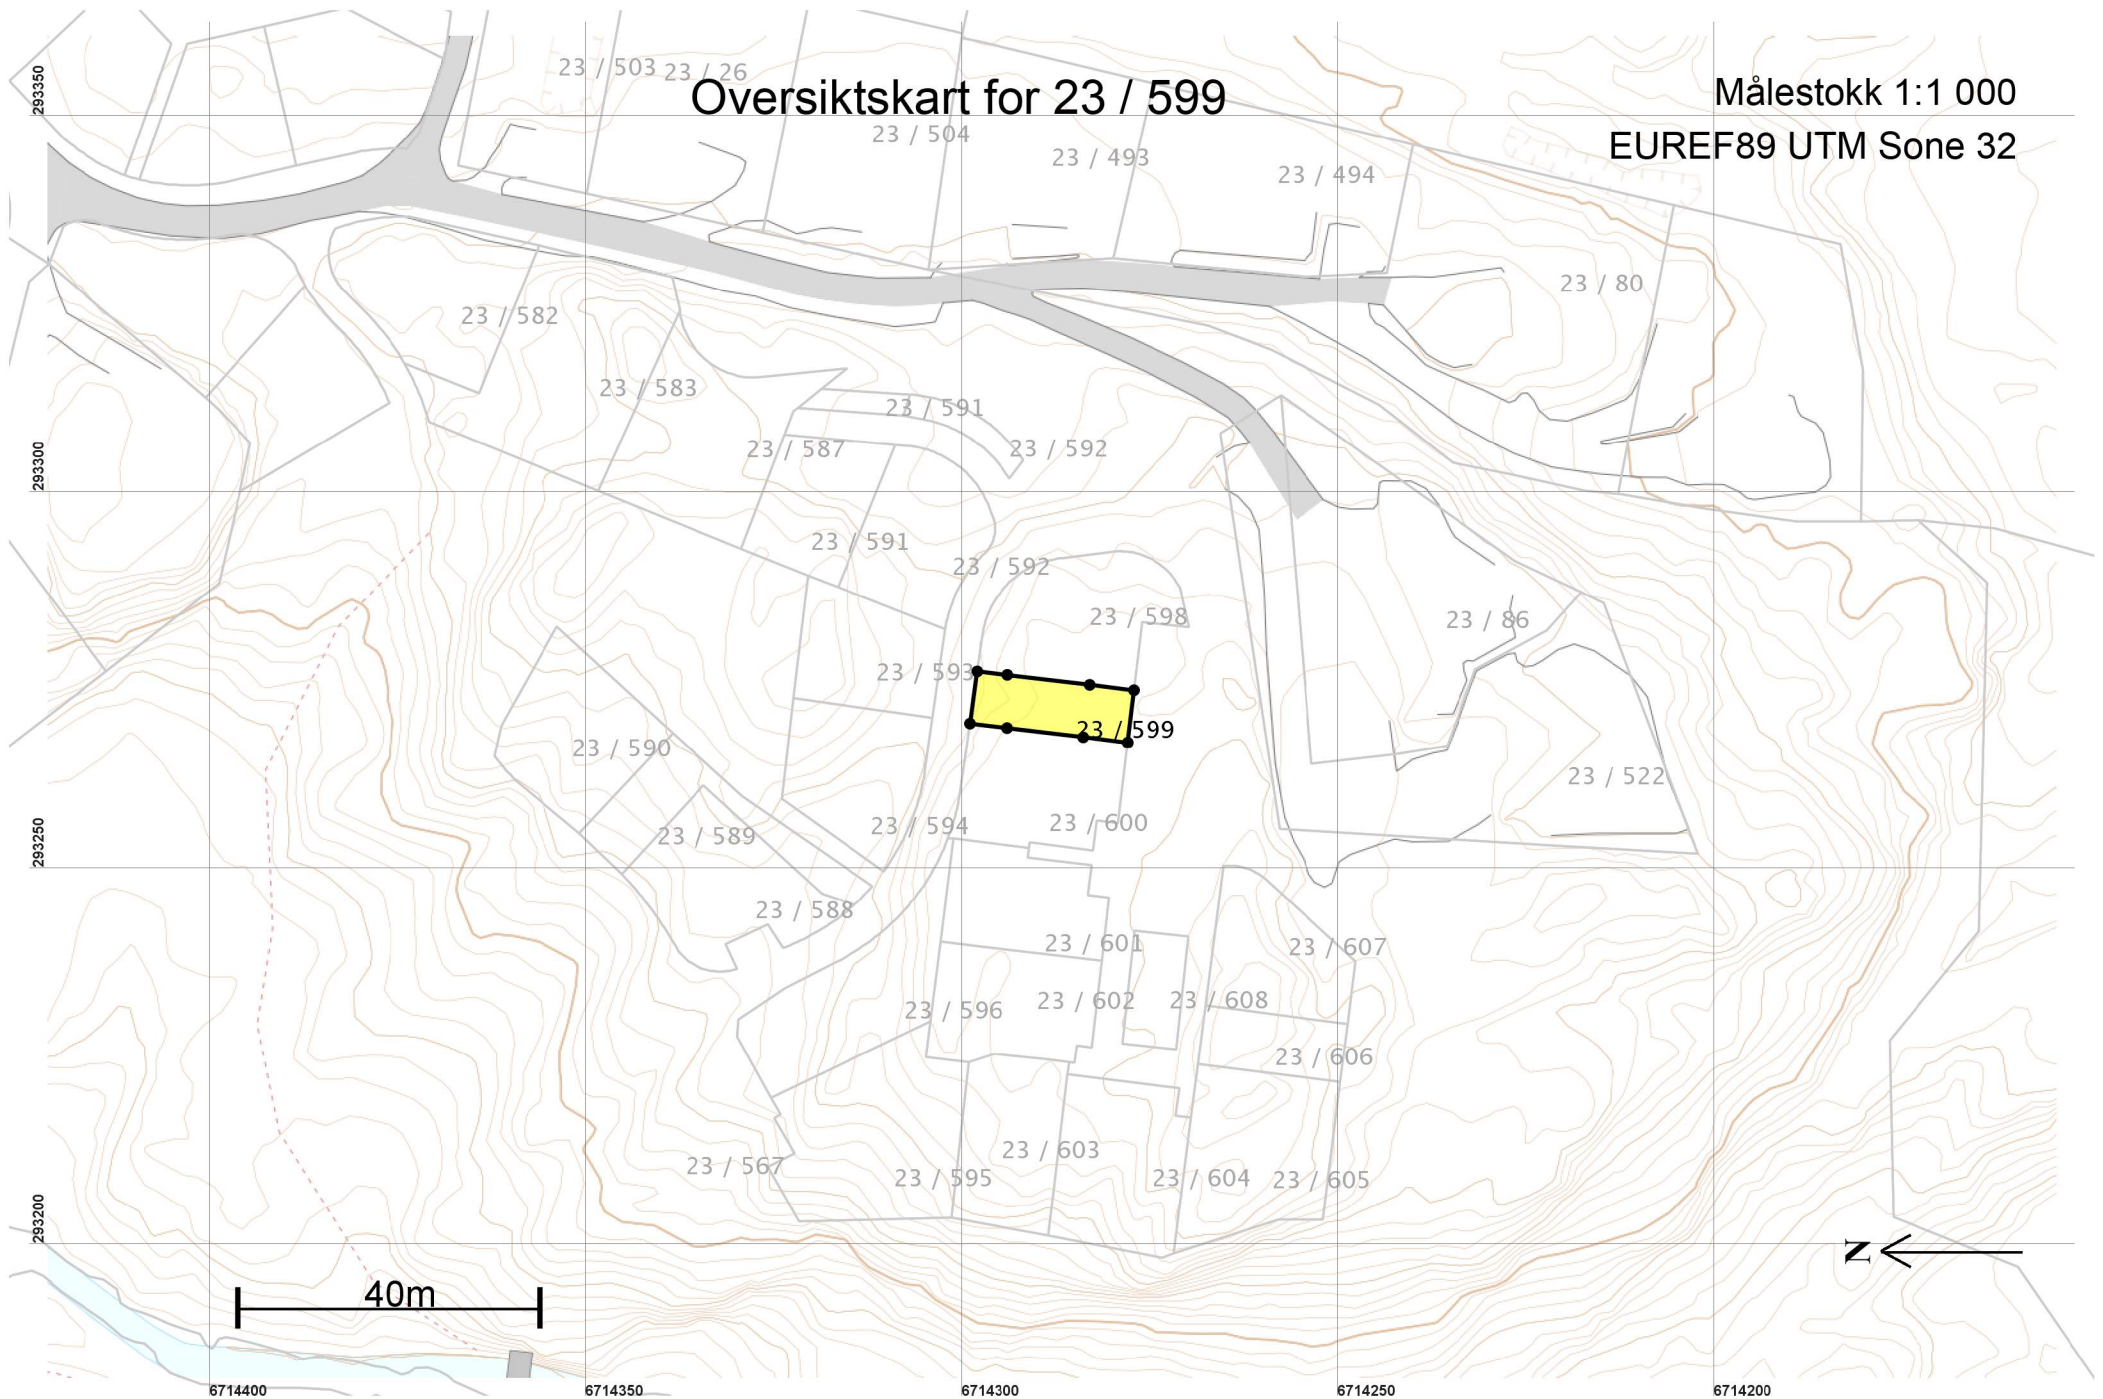 23 / 503
23 / 26
Oversiktskart for 23 / 599
Målestokk 1:1 000
EUREF89 UTM Sone 32
293350
23 / 504
23 / 493
23 / 494
23 / 80
23 / 582
23 / 583
23 / 591
23 / 587
23 / 592
293300
23 / 591
23 / 592
23 / 598
23 / 86
23 / 593
23 / 599
23 / 590
23 / 522
23 / 589
23 / 594
23 / 600
293250
23 / 588
23 / 601
23 / 607
23 / 596
23 / 602
23 / 608
23 / 606
23 / 603
23 / 567
23 / 595
23 / 604
23 / 605
293200
N
40m
6714400
6714350
6714300
6714250
6714200